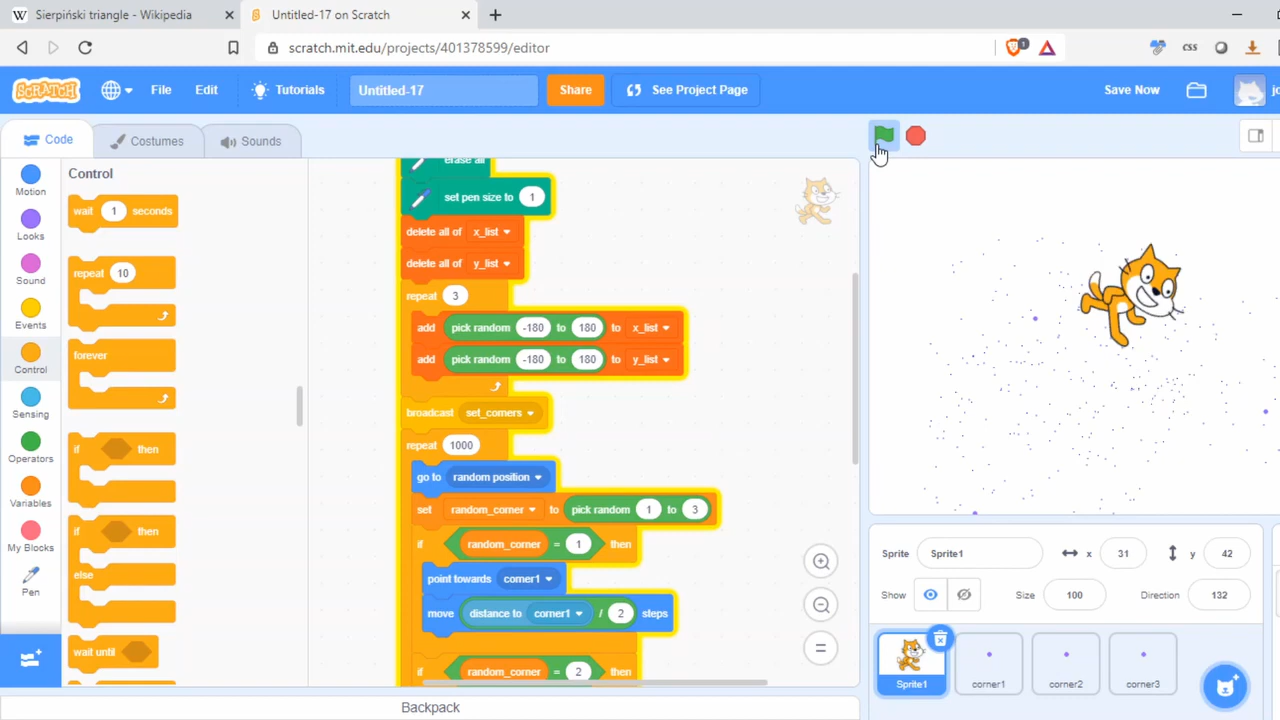 Sierpiński triangle - Wikipedia
Untitled-17 on Scratch
scratch.mit.edu/projects/401378599/editor
1
css
SCRATCH
File
Edit
Tutorials
Untitled-17
Share
See Project Page
Save Now
Code
Costumes
Sounds
Motion
Looks
Sound
Events
Control
Sensing
Operators
Variables
My Blocks
Pen
Control
wait 1 seconds
repeat 10
forever
if then
if then
else
wait until
erase all
set pen size to 1
delete all of x_list
delete all of y_list
repeat 3
add pick random -180 to 180 to x_list
add pick random -180 to 180 to y_list
broadcast set_corners
repeat 1000
go to random position
set random_corner to pick random 1 to 3
if random_corner = 1 then
point towards corner1
move distance to corner1 / 2 steps
if random_corner = 2 then
Sprite Sprite1 x 31 y 42
Show Size 100 Direction 132
Sprite1
corner1
corner2
corner3
Backpack